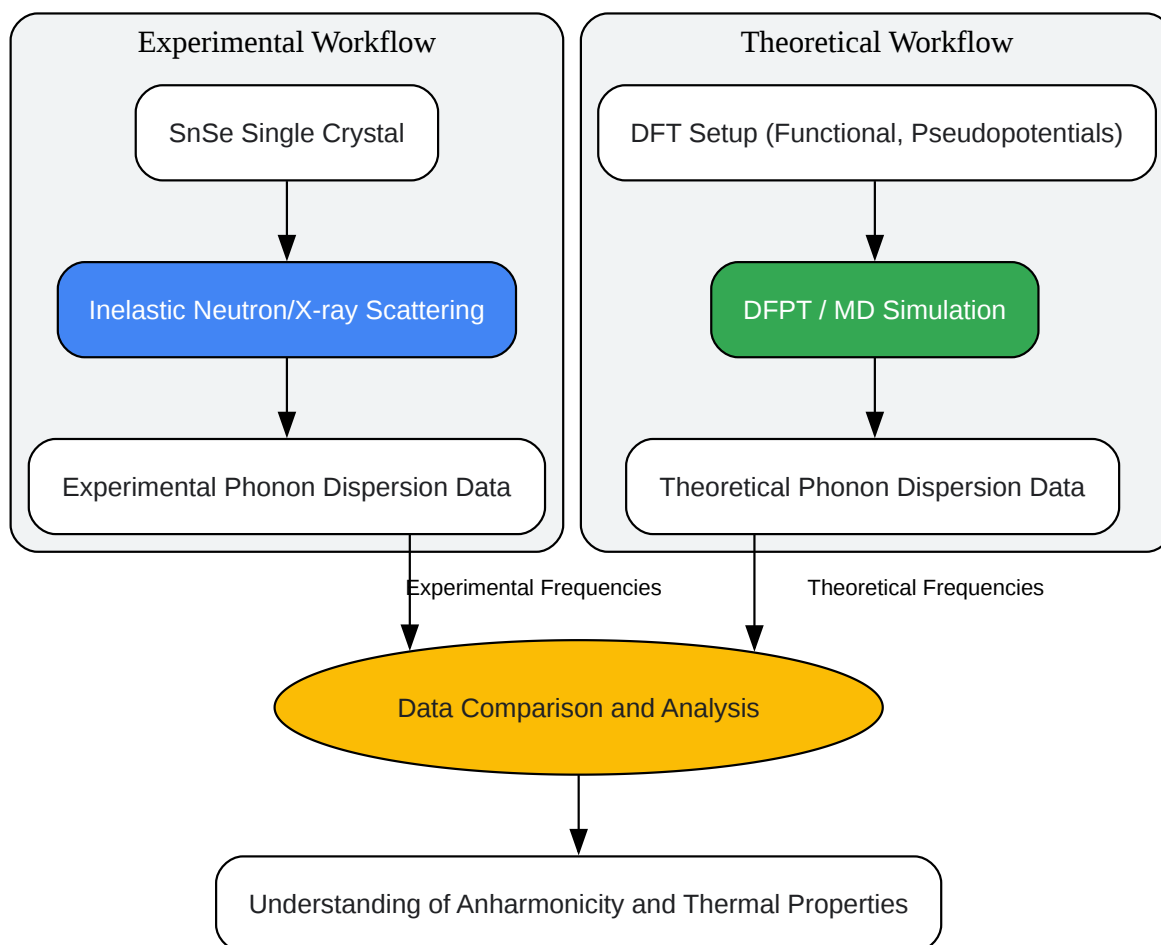 Experimental Workflow
SnSe Single Crystal
Inelastic Neutron/X-ray Scattering
Experimental Phonon Dispersion Data
Theoretical Workflow
DFT Setup (Functional, Pseudopotentials)
DFPT / MD Simulation
Theoretical Phonon Dispersion Data
Experimental Frequencies
Theoretical Frequencies
Data Comparison and Analysis
Understanding of Anharmonicity and Thermal Properties